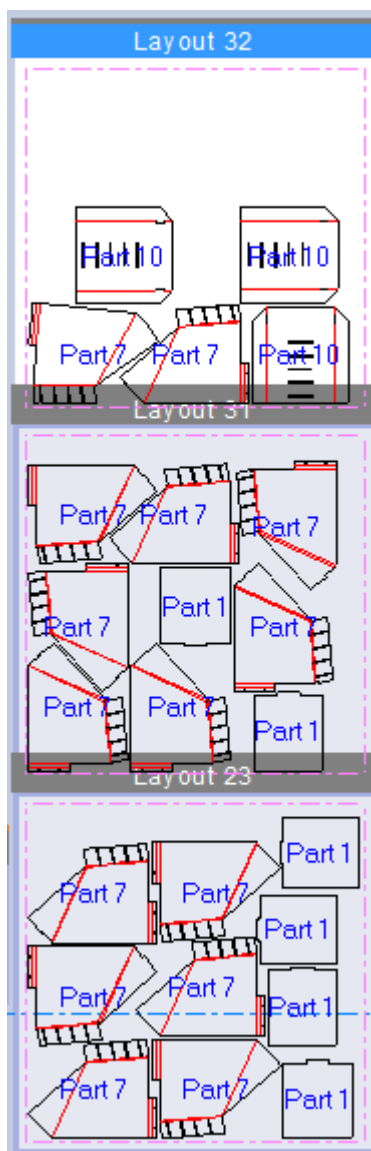 Layout 32
Part 10 Part 10
Part 7 Part 7 Part 10
Layout 31
Part 7 Part 7 Part 7
Part 7 Part 1 Part 7
Part 7 Part 7 Part 1
Layout 23
Part 7 Part 7 Part 1
Part 7 Part 7 Part 1
Part 1
Part 7 Part 7 Part 1